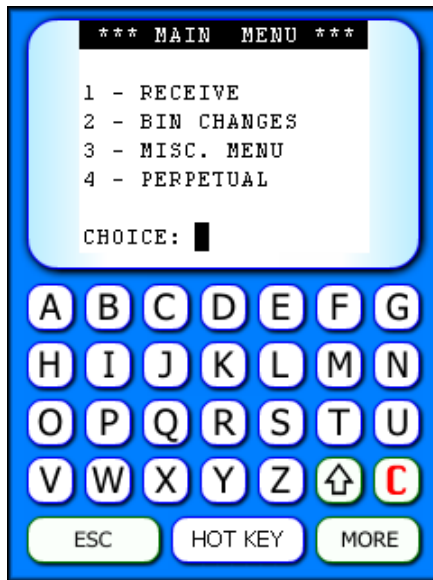 *** MAIN MENU ***
1 - RECEIVE
2 - BIN CHANGES
3 - MISC. MENU
4 - PERPETUAL
CHOICE:
A B C D E F G
H I J K L M N
O P Q R S T U
V W X Y Z C
ESC HOT KEY MORE